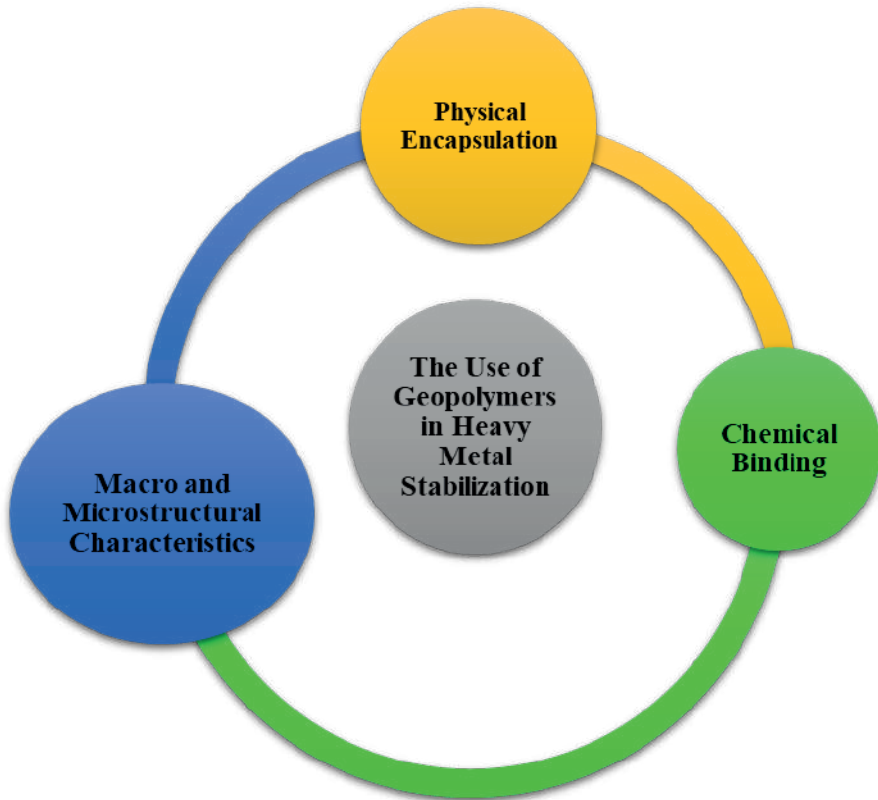 Physical
Encapsulation
The Use of
Geopolymers
in Heavy
Metal
Stabilization
Chemical
Binding
Macro and
Microstructural
Characteristics